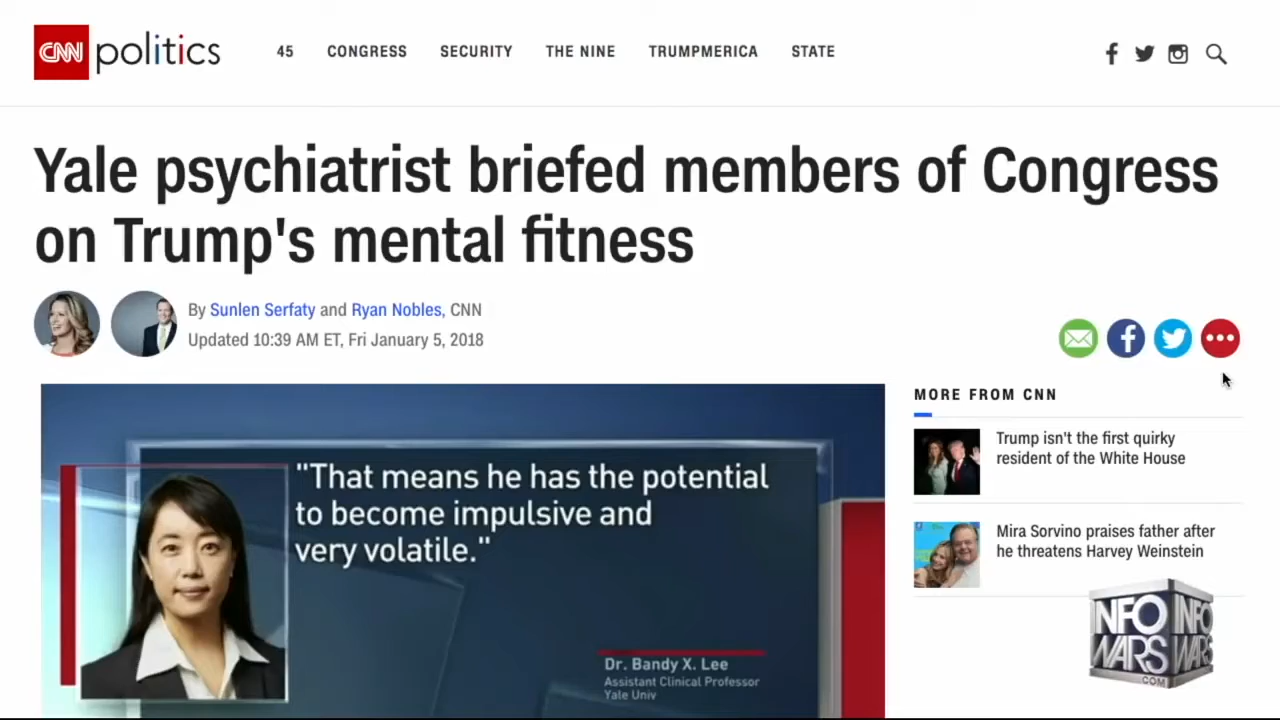 CNN politics 45 CONGRESS SECURITY THE NINE TRUMPMERICA STATE
Yale psychiatrist briefed members of Congress
on Trump's mental fitness
By Sunlen Serfaty and Ryan Nobles, CNN
Updated 10:39 AM ET, Fri January 5, 2018
"That means he has the potential
to become impulsive and
very volatile."
Dr. Bandy X. Lee
Assistant Clinical Professor
Yale Univ
MORE FROM CNN
Trump isn't the first quirky
resident of the White House
Mira Sorvino praises father after
he threatens Harvey Weinstein
INFO INFO
WARS WARS
.COM